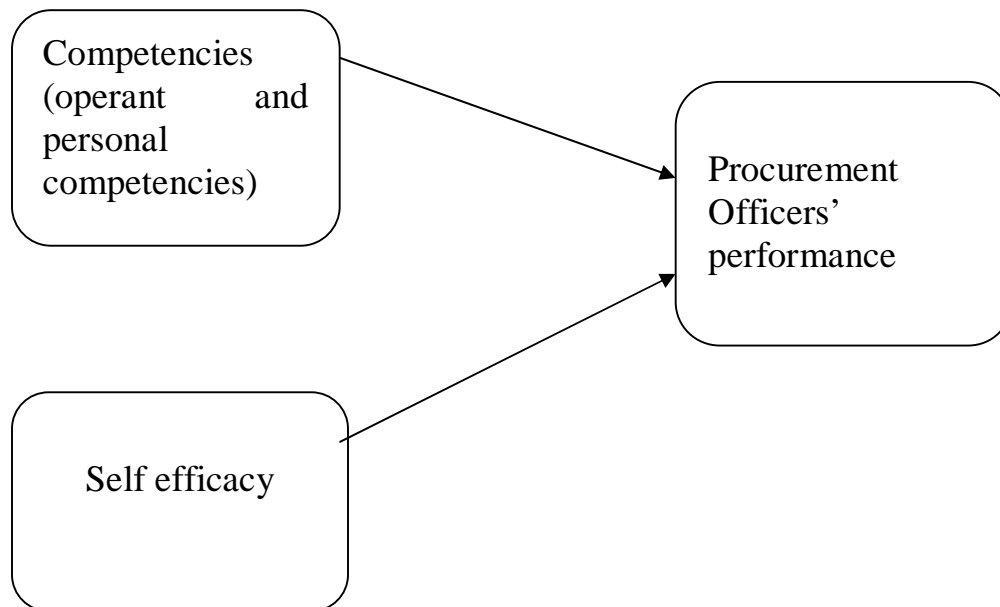 Competencies
(operant and
personal
competencies)
Procurement
Officers’
performance
Self efficacy